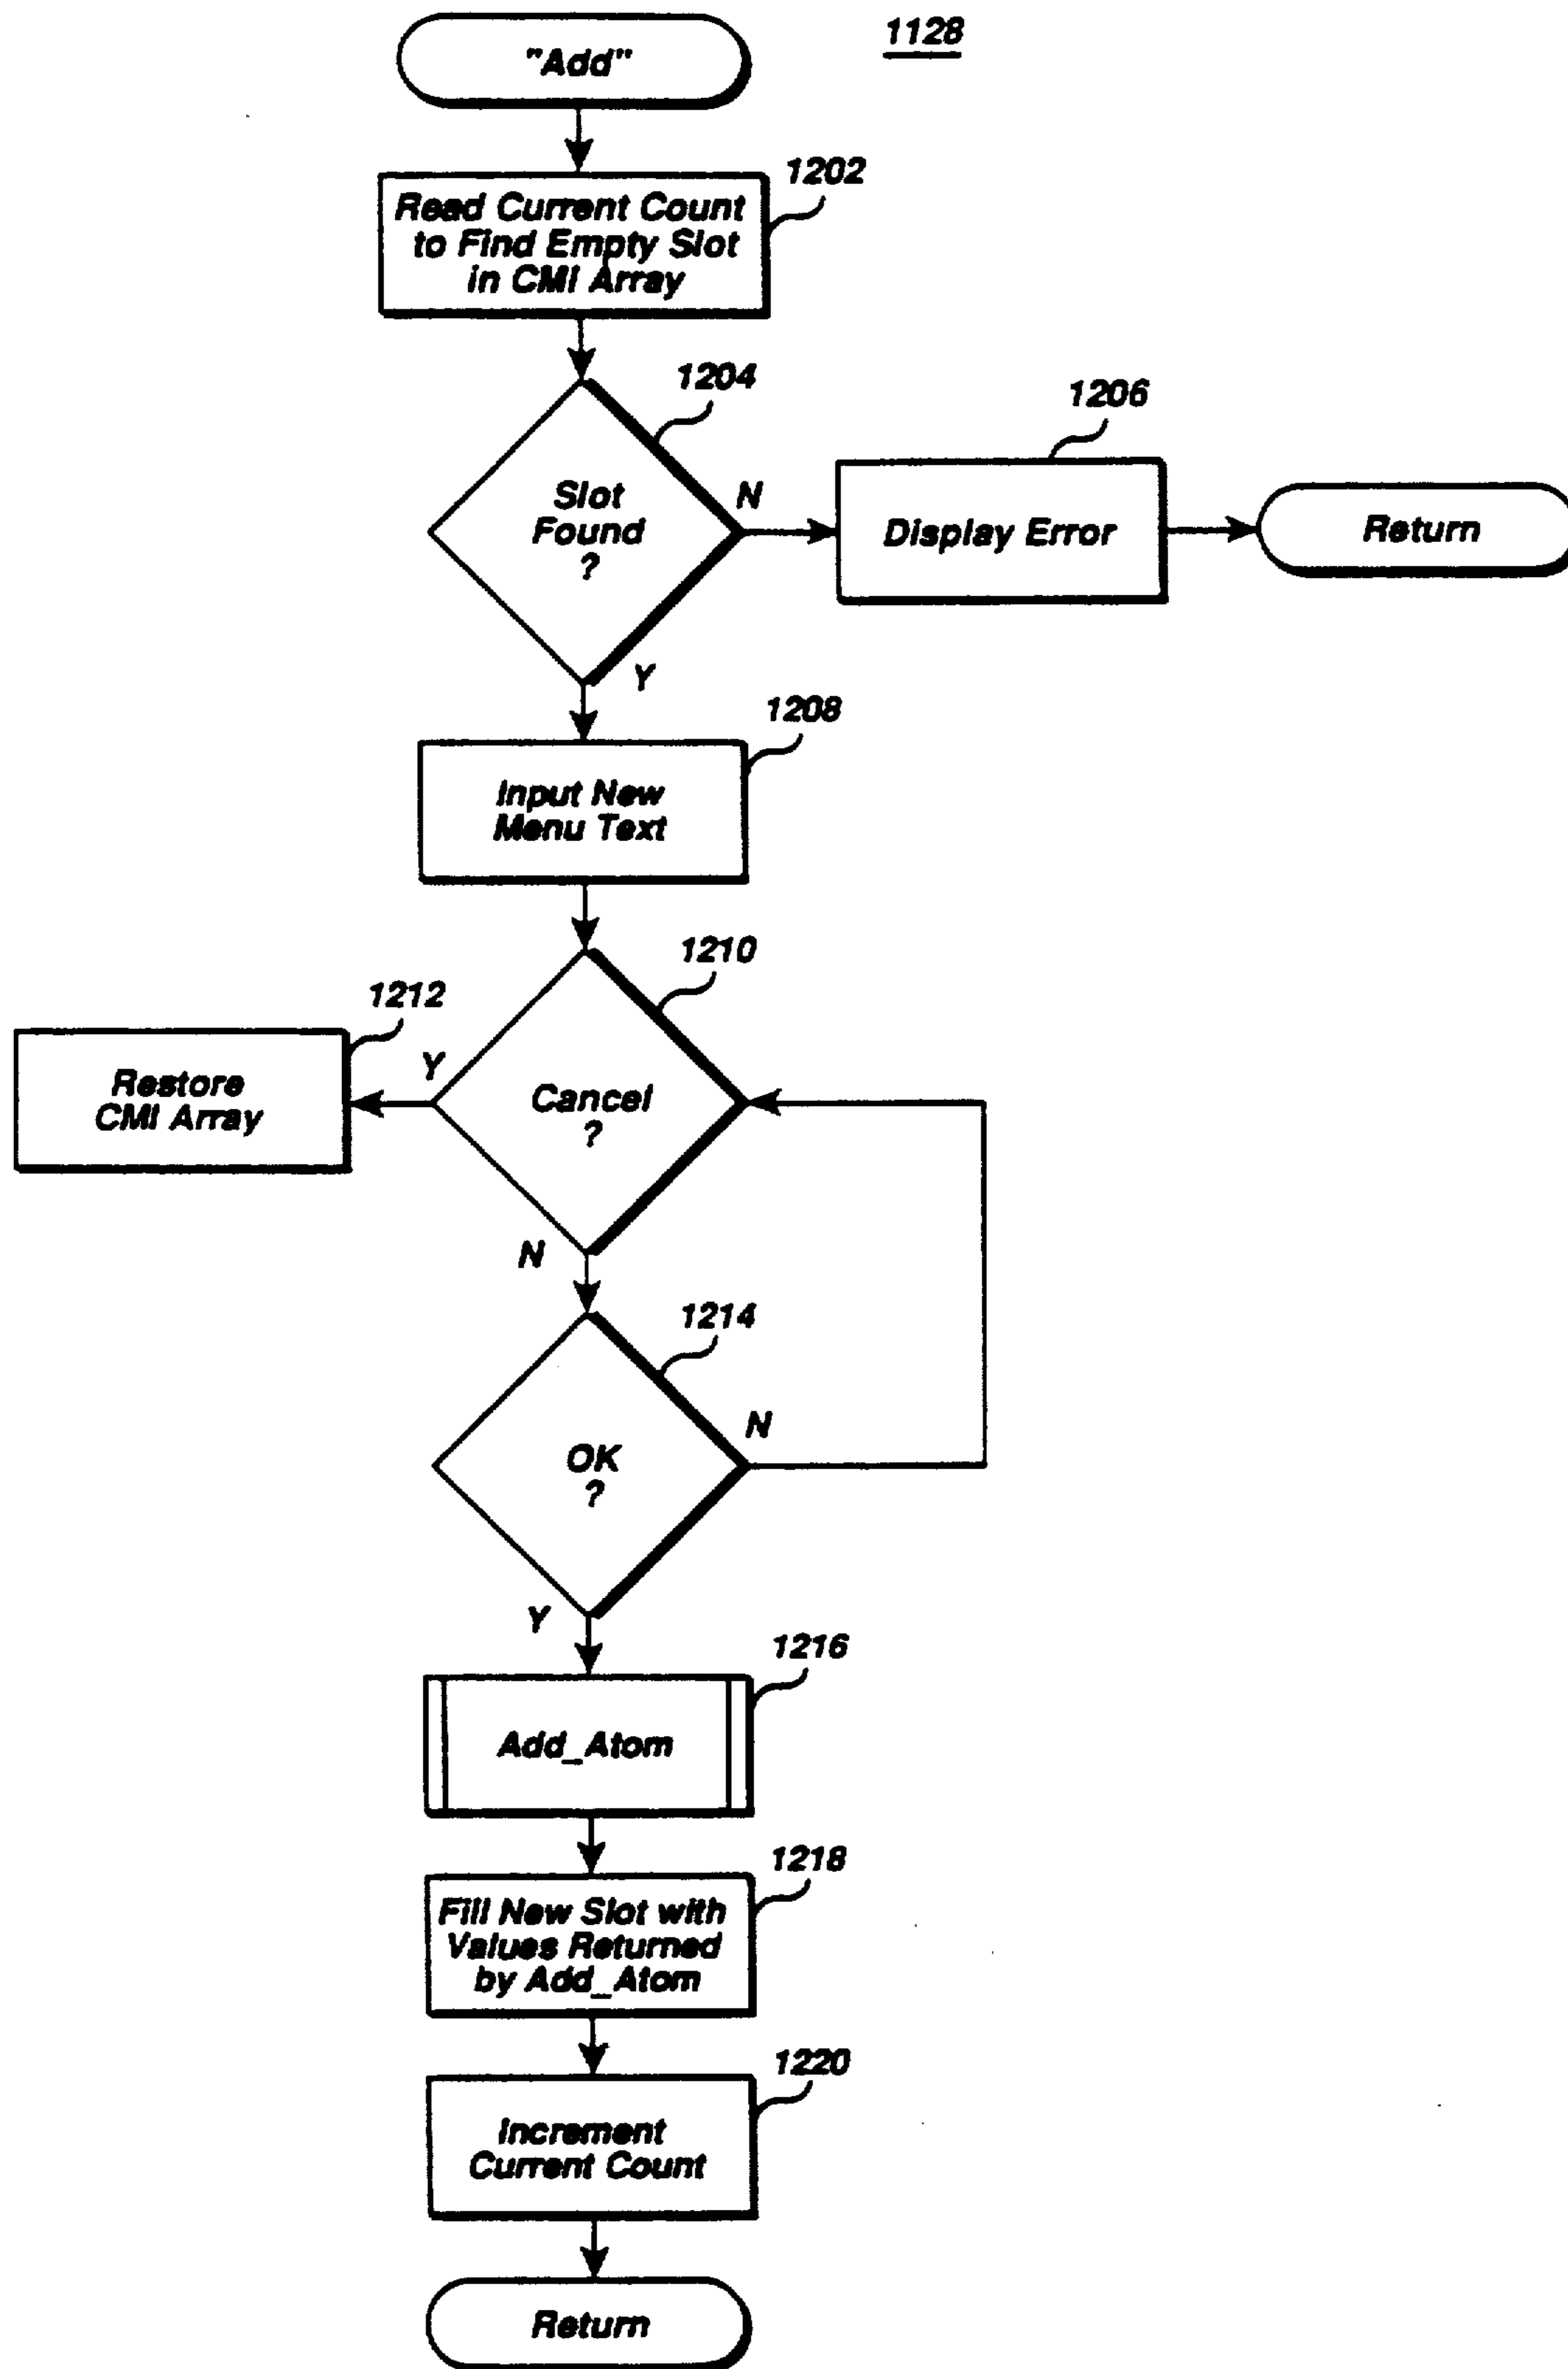 "Add"
1128
1202
Read Current Count
to Find Empty Slot
in CMI Array
1204
Slot
Found
?
N
Y
1206
Display Error
Return
1208
Input New
Menu Text
1210
Cancel
?
Y
N
1212
Restore
CMI Array
1214
OK
?
N
Y
1216
Add_Atom
1218
Fill New Slot with
Values Returned
by Add_Atom
1220
Increment
Current Count
Return